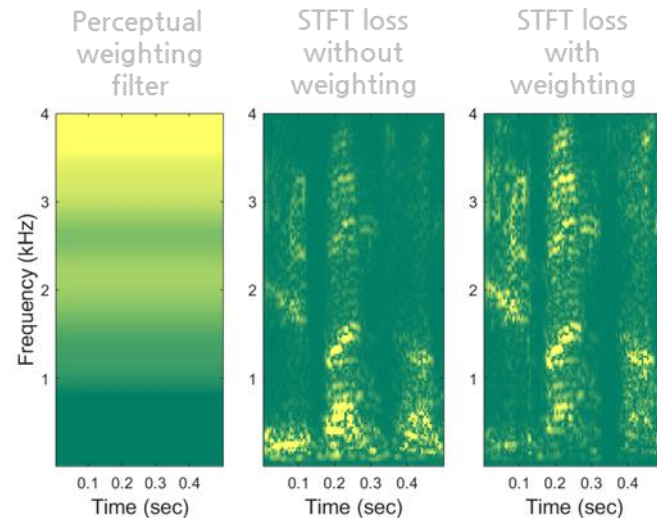 Perceptual
weighting
filter
STFT loss
without
weighting
STFT loss
with
weighting
Frequency (kHz)
4
3
2
1
0.1 0.2 0.3 0.4
Time (sec)
4
3
2
1
0.1 0.2 0.3 0.4
Time (sec)
4
3
2
1
0.1 0.2 0.3 0.4
Time (sec)